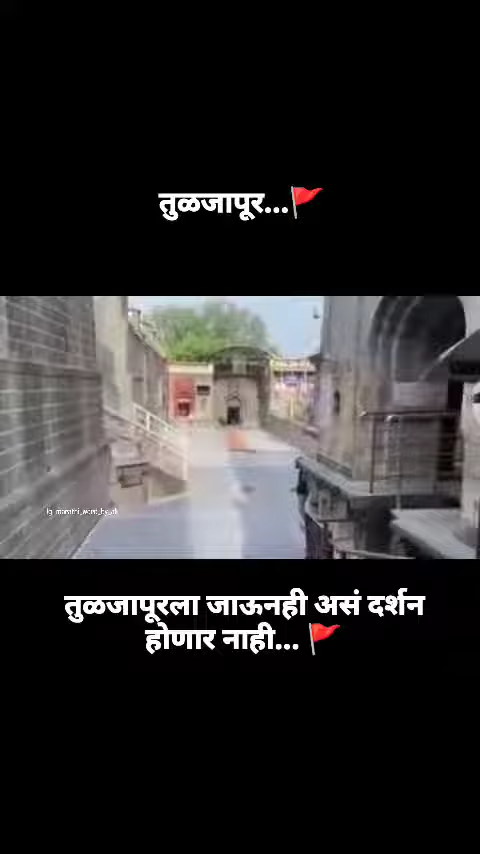 तुळजापूर...🚩
तुळजापूरला जाऊनही असं दर्शन
होणार नाही... 🚩